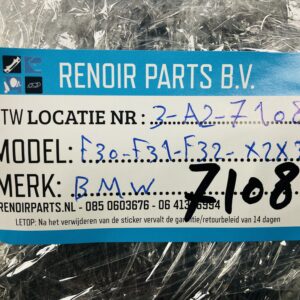 RENOIR PARTS B.V.
TW LOCATIE NR : 3-A2-7108
MODEL: F30-F31-F32-X2X3
MERK: BMW 7108
RENOIRPARTS.NL - 085 0603676 - 06 41
LETOP: Na het verwijderen van de sticker vervalt de garantie/retourbeleid van 14 dagen